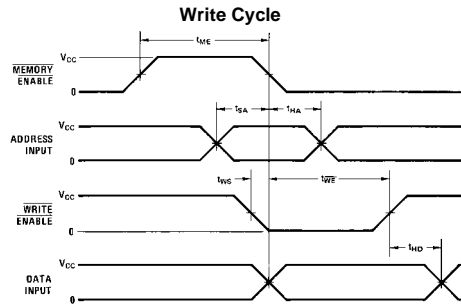 Write Cycle
tME
VCC
MEMORY
ENABLE
0
tSA tHA
VCC
ADDRESS
INPUT
0
tWS tWE
VCC
WRITE
ENABLE
0
tHD
VCC
DATA
INPUT
0